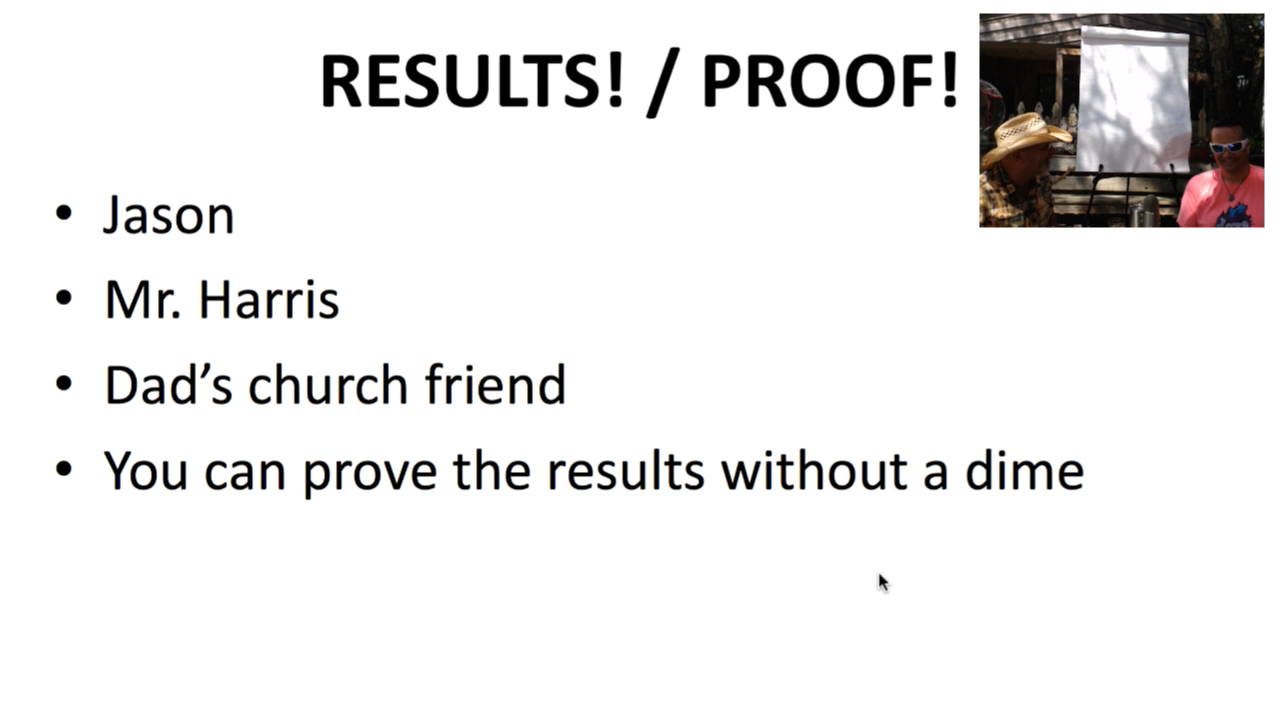 RESULTS! / PROOF!
• Jason
• Mr. Harris
• Dad’s church friend
• You can prove the results without a dime